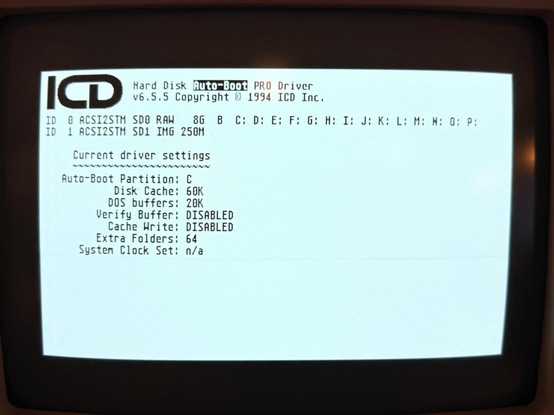 ICD
Hard Disk Auto-Boot PRO Driver
v6.5.5 Copyright © 1994 ICD Inc.
ID 0 ACSI2STM SD0 RAW 8G B C: D: E: F: G: H: I: J: K: L: M: N: O: P:
ID 1 ACSI2STM SD1 IMG 250M
Current driver settings
~~~~~~~~~~~~~~~~~~~~~~~
Auto-Boot Partition: C
Disk Cache: 60K
DOS buffers: 20K
Verify Buffer: DISABLED
Cache Write: DISABLED
Extra Folders: 64
System Clock Set: n/a